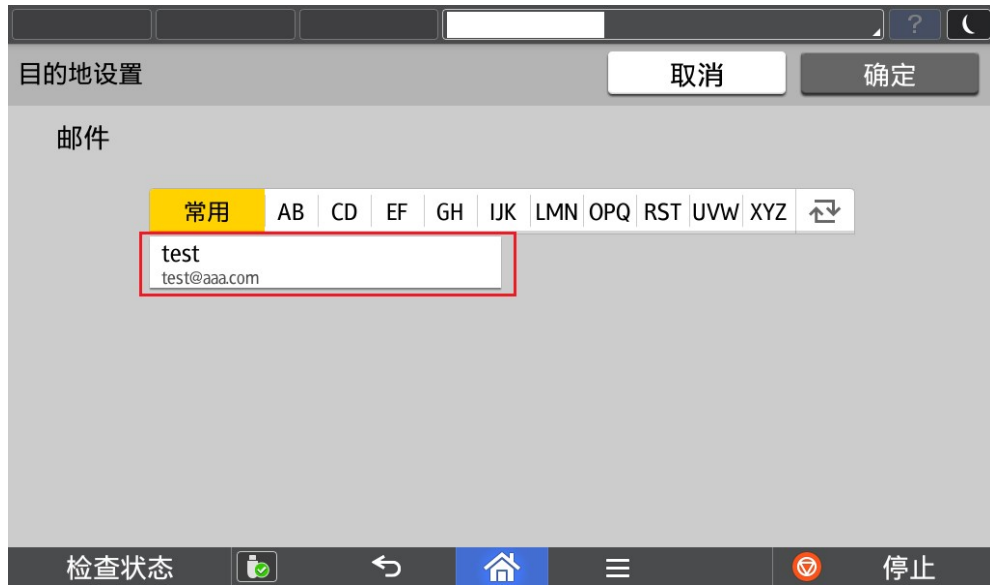 ?
目的地设置 取消 确定
邮件
常用 AB CD EF GH IJK LMN OPQ RST UVW XYZ
test
test@aaa.com
检查状态 停止